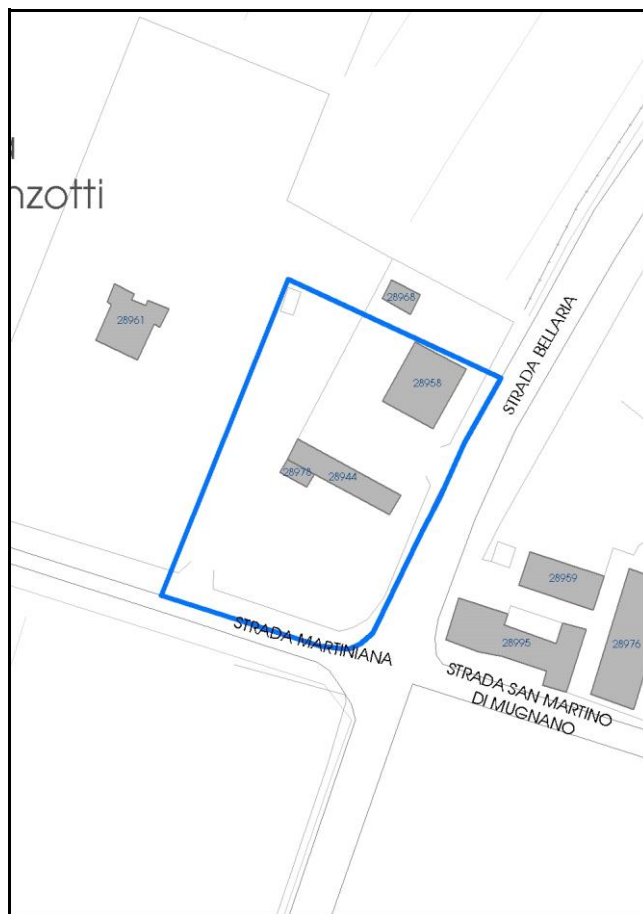 nzotti
28968
28961
STRADA BELLARIA
28958
28978
28944
28959
STRADA MARTINIANA
28995
28976
STRADA SAN MARTINO
DI MUGNANO